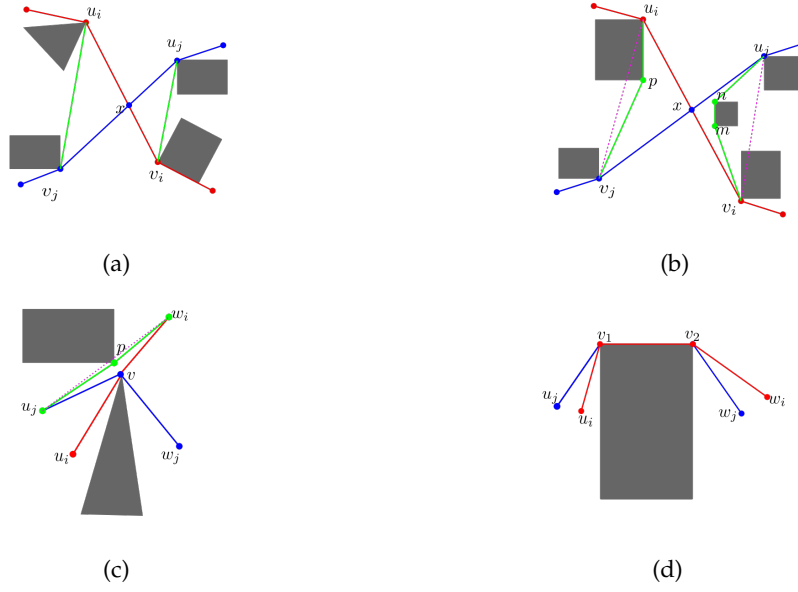 u_i
u_j
x
v_i
v_j
(a)
u_i
u_j
p
n
x
m
v_j
v_i
(b)
w_i
p
v
u_j
u_i
w_j
(c)
v_1 v_2
u_j
u_i
w_i
w_j
(d)